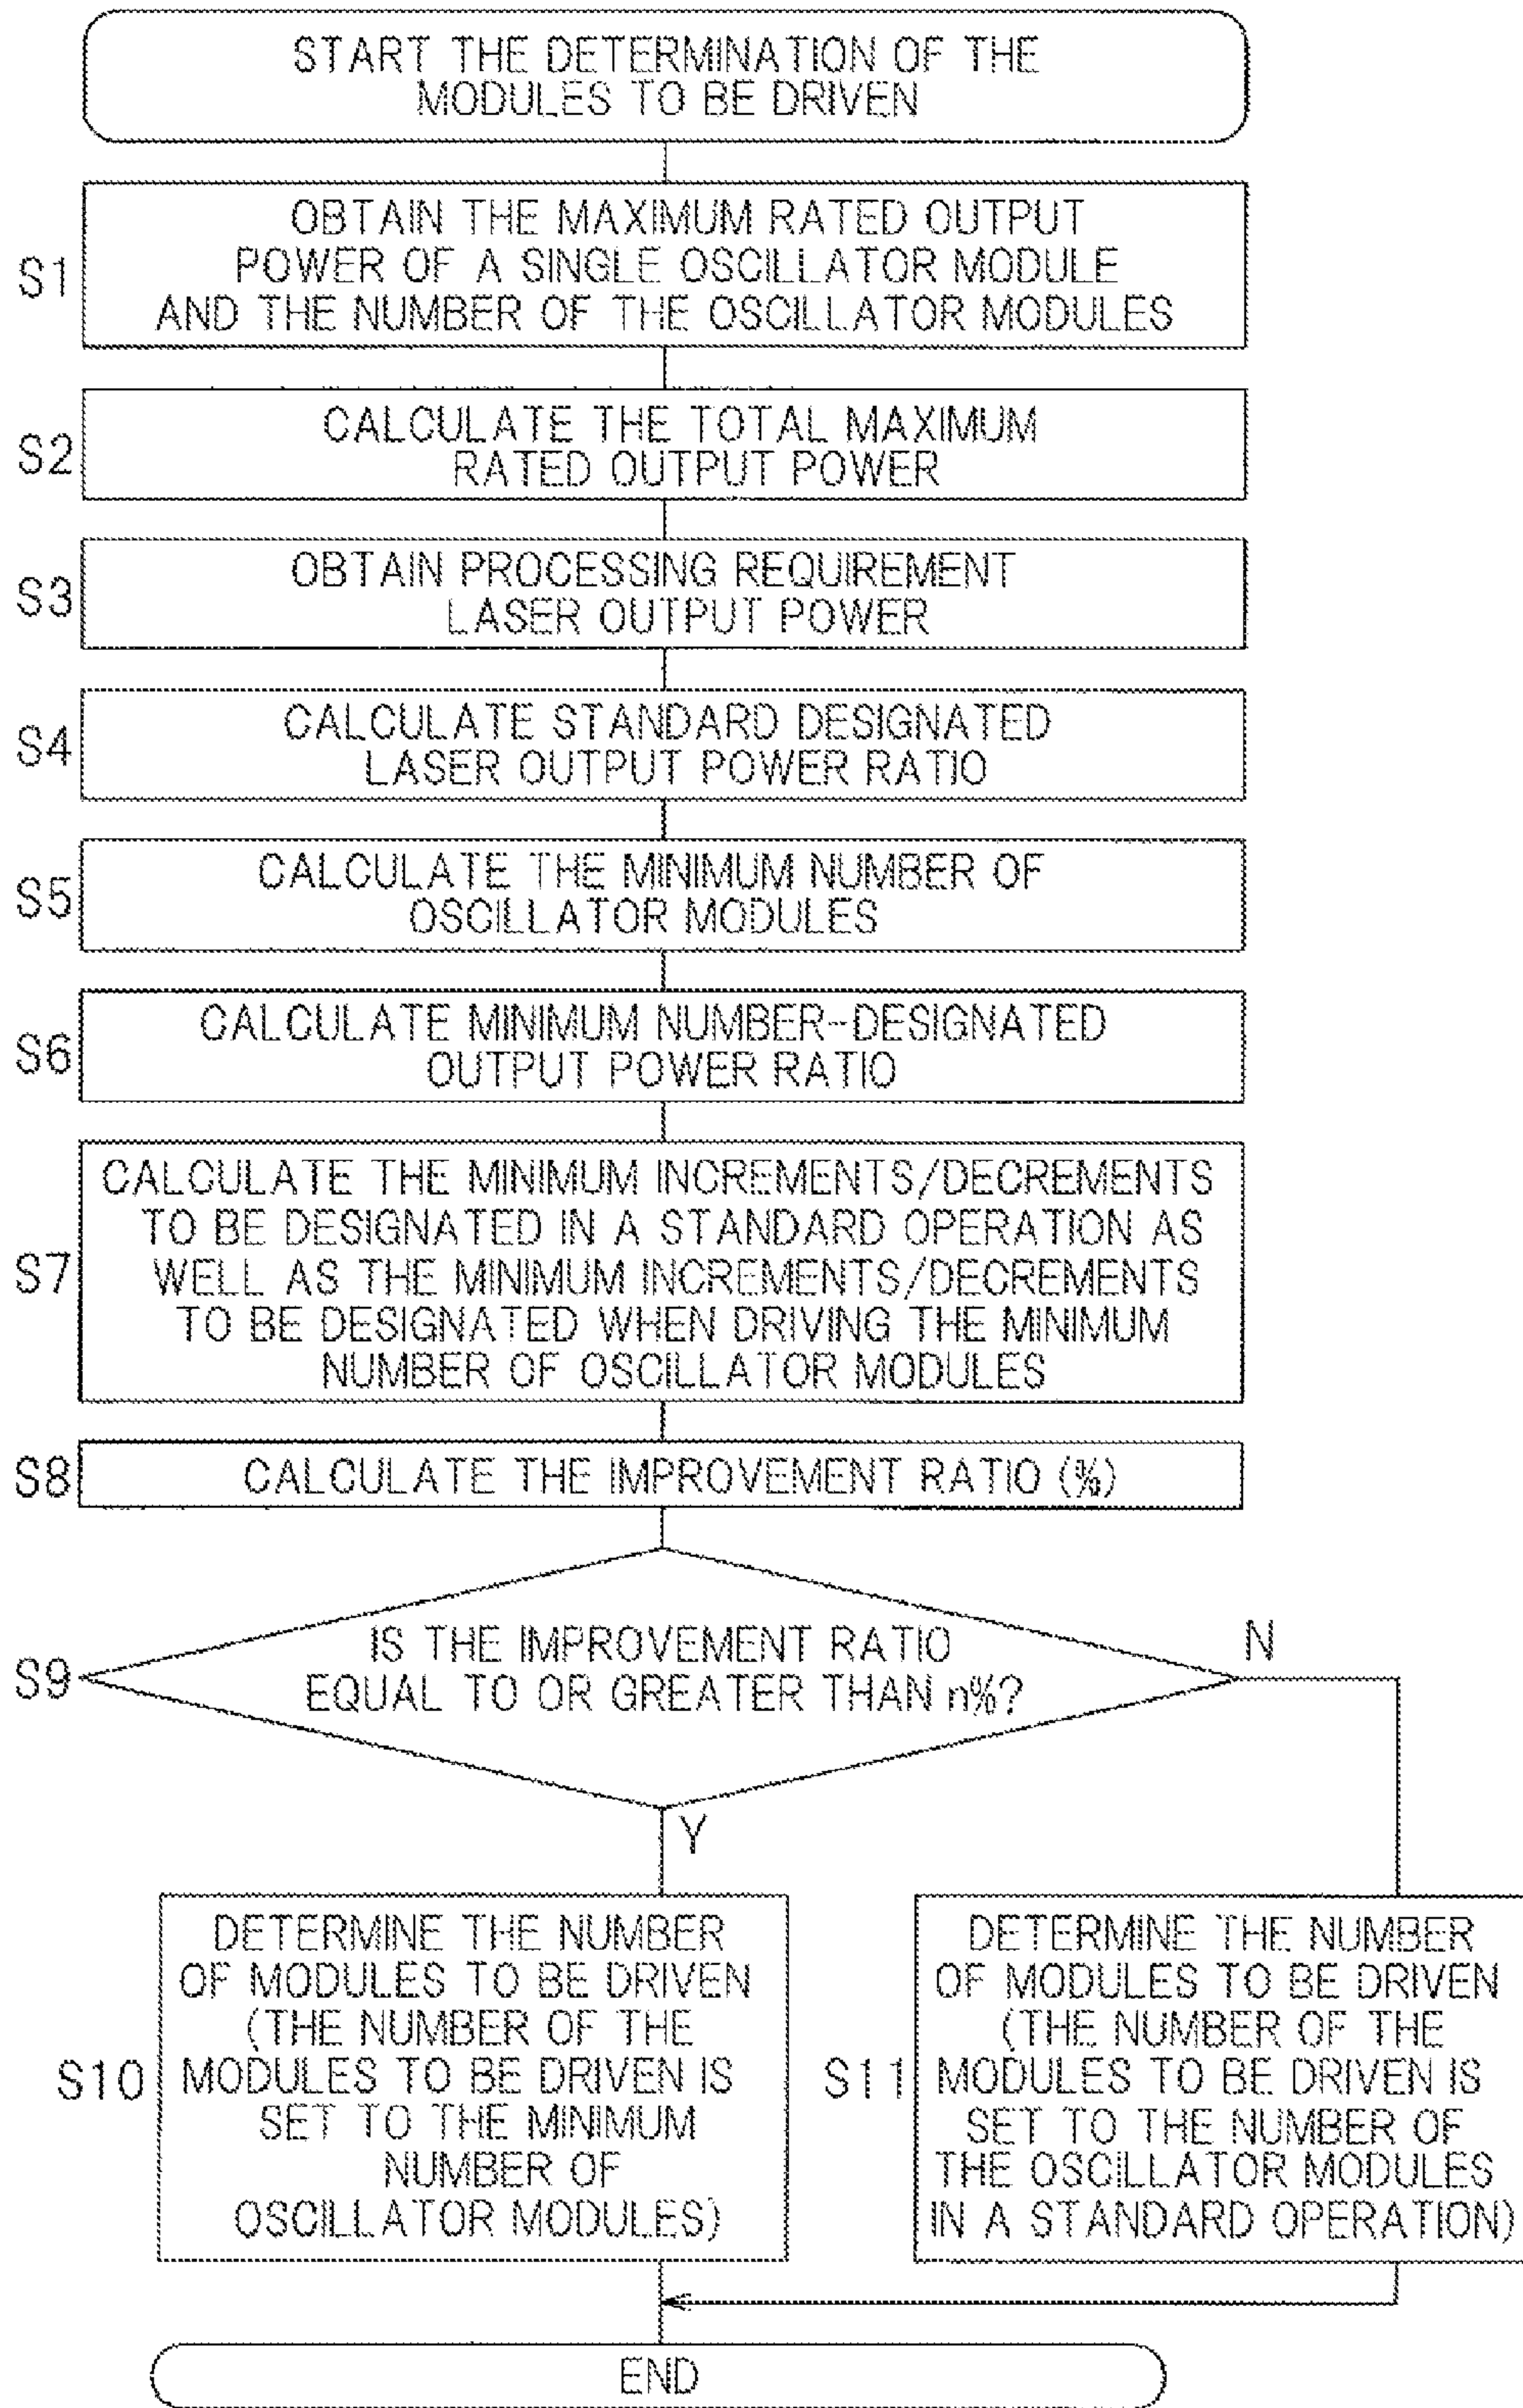 START THE DETERMINATION OF THE
MODULES TO BE DRIVEN
S1
OBTAIN THE MAXIMUM RATED OUTPUT
POWER OF A SINGLE OSCILLATOR MODULE
AND THE NUMBER OF THE OSCILLATOR MODULES
S2
CALCULATE THE TOTAL MAXIMUM
RATED OUTPUT POWER
S3
OBTAIN PROCESSING REQUIREMENT
LASER OUTPUT POWER
S4
CALCULATE STANDARD DESIGNATED
LASER OUTPUT POWER RATIO
S5
CALCULATE THE MINIMUM NUMBER OF
OSCILLATOR MODULES
S6
CALCULATE MINIMUM NUMBER-DESIGNATED
OUTPUT POWER RATIO
S7
CALCULATE THE MINIMUM INCREMENTS/DECREMENTS
TO BE DESIGNATED IN A STANDARD OPERATION AS
WELL AS THE MINIMUM INCREMENTS/DECREMENTS
TO BE DESIGNATED WHEN DRIVING THE MINIMUM
NUMBER OF OSCILLATOR MODULES
S8
CALCULATE THE IMPROVEMENT RATIO (%)
S9
IS THE IMPROVEMENT RATIO
EQUAL TO OR GREATER THAN n%?
N
Y
S10
DETERMINE THE NUMBER
OF MODULES TO BE DRIVEN
(THE NUMBER OF THE
MODULES TO BE DRIVEN IS
SET TO THE MINIMUM
NUMBER OF
OSCILLATOR MODULES)
S11
DETERMINE THE NUMBER
OF MODULES TO BE DRIVEN
(THE NUMBER OF THE
MODULES TO BE DRIVEN IS
SET TO THE NUMBER OF
THE OSCILLATOR MODULES
IN A STANDARD OPERATION)
END